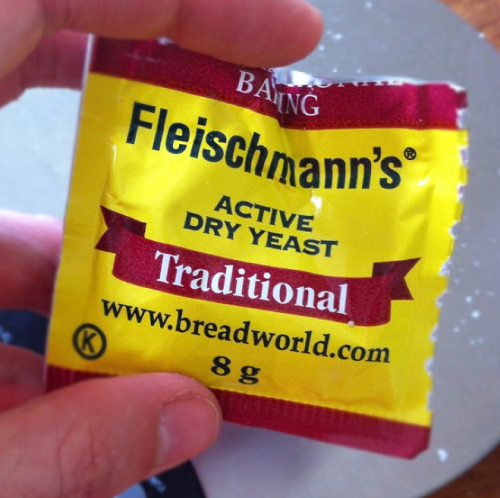 BAKING
Fleischmann's®
ACTIVE
DRY YEAST
Traditional
www.breadworld.com
K
8 g